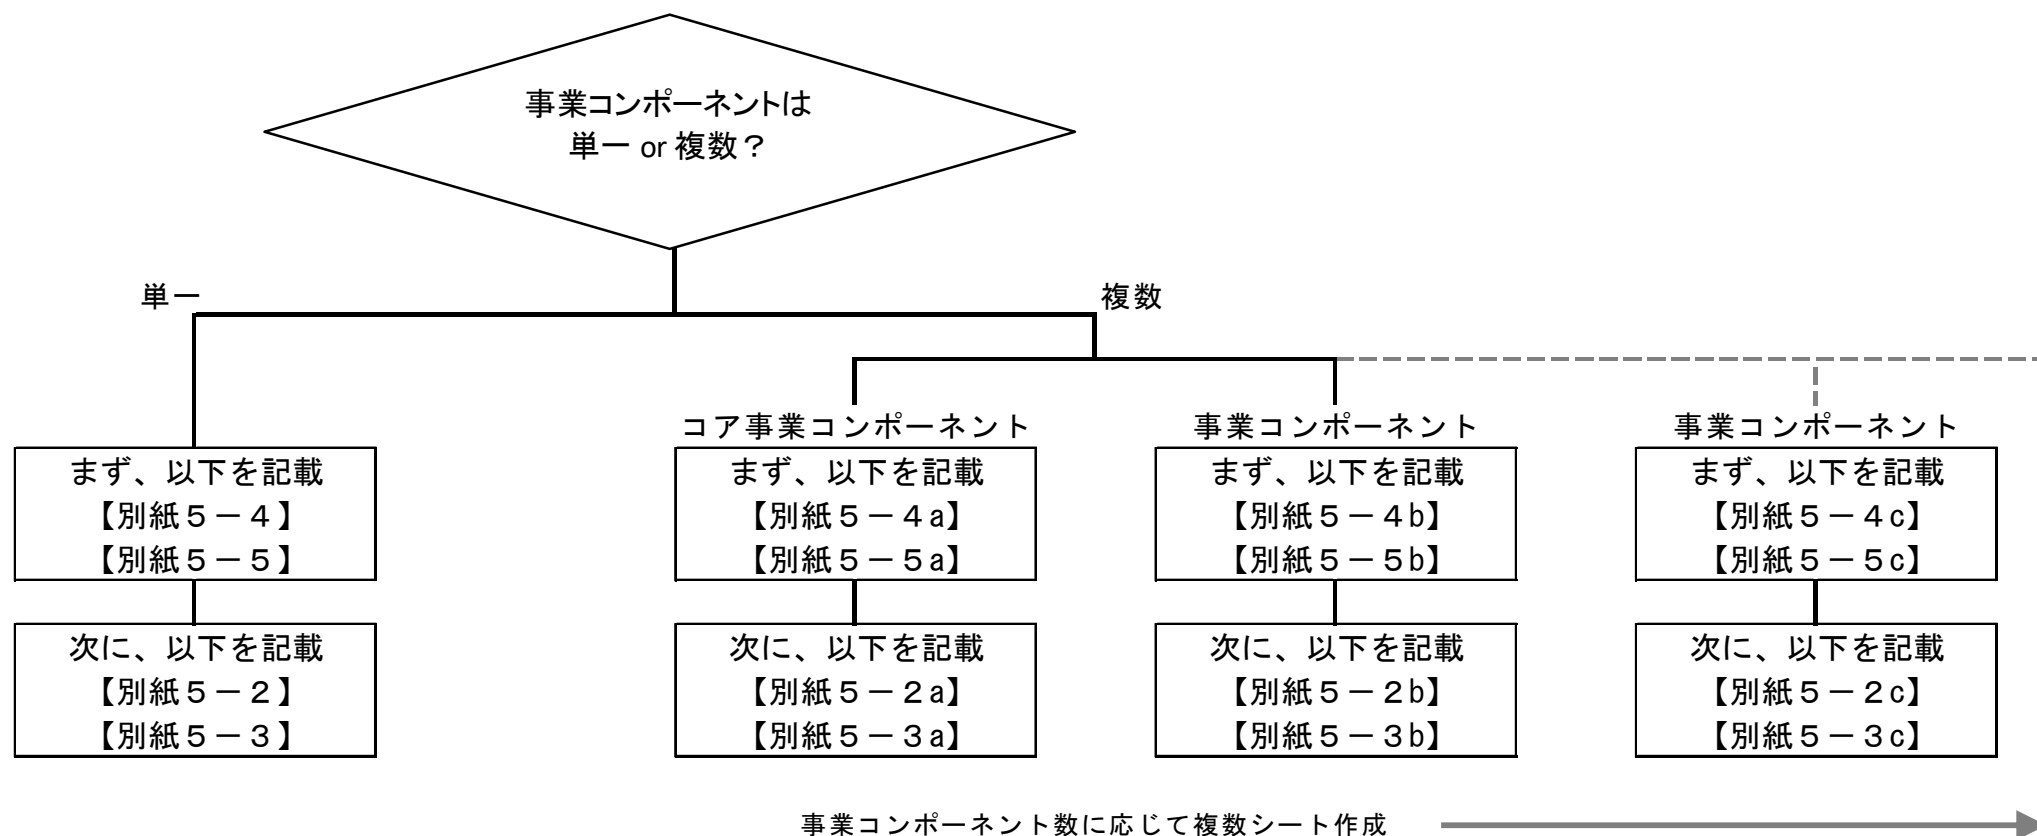 事業コンポーネントは
単一 or 複数？
単一
複数
コア事業コンポーネント
事業コンポーネント
事業コンポーネント
まず、以下を記載
【別紙５－４】
【別紙５－５】
まず、以下を記載
【別紙５－４a】
【別紙５－５a】
まず、以下を記載
【別紙５－４b】
【別紙５－５b】
まず、以下を記載
【別紙５－４c】
【別紙５－５c】
次に、以下を記載
【別紙５－２】
【別紙５－３】
次に、以下を記載
【別紙５－２a】
【別紙５－３a】
次に、以下を記載
【別紙５－２b】
【別紙５－３b】
次に、以下を記載
【別紙５－２c】
【別紙５－３c】
事業コンポーネント数に応じて複数シート作成